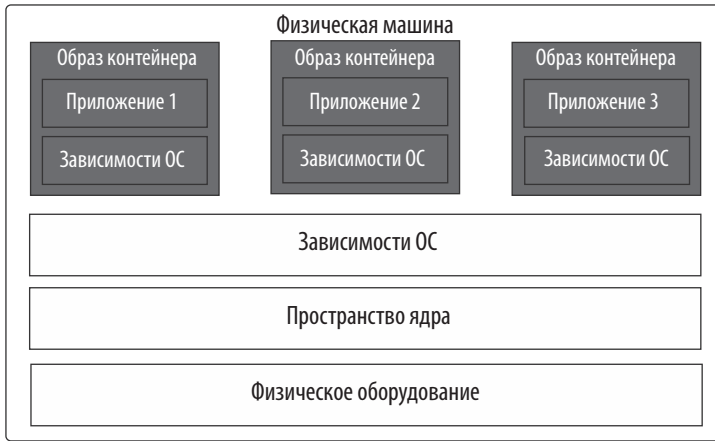 Физическая машина
Образ контейнера
Приложение 1
Зависимости ОС
Образ контейнера
Приложение 2
Зависимости ОС
Образ контейнера
Приложение 3
Зависимости ОС
Зависимости ОС
Пространство ядра
Физическое оборудование